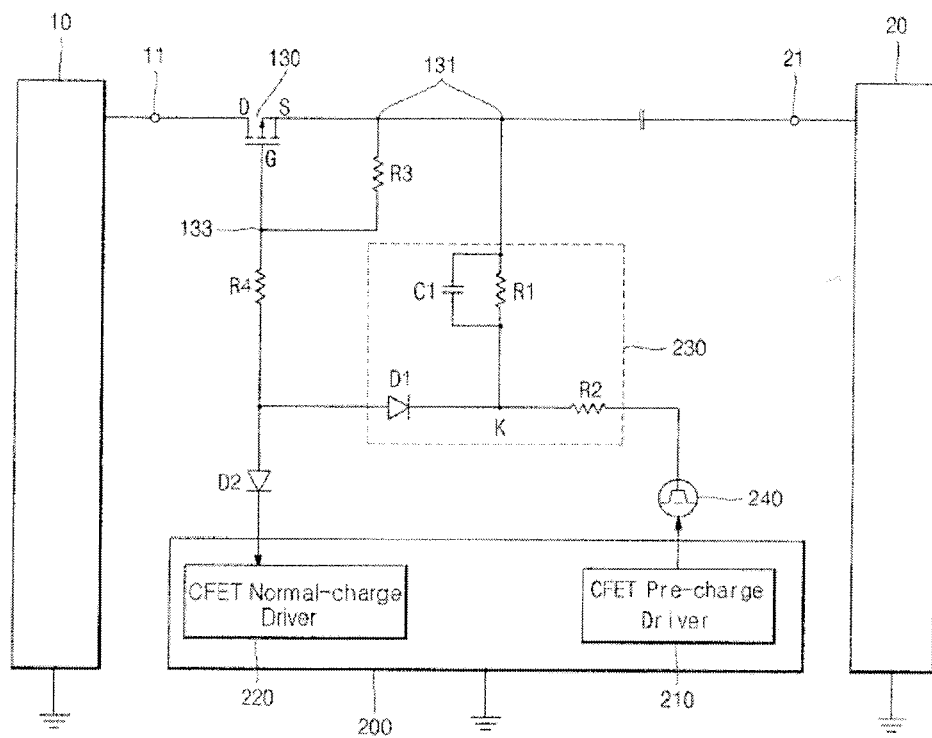 10
20
11
130
131
21
D
S
G
R3
133
R4
C1
R1
230
D1
R2
K
D2
240
CFET Normal-charge
Driver
CFET Pre-charge
Driver
220
200
210